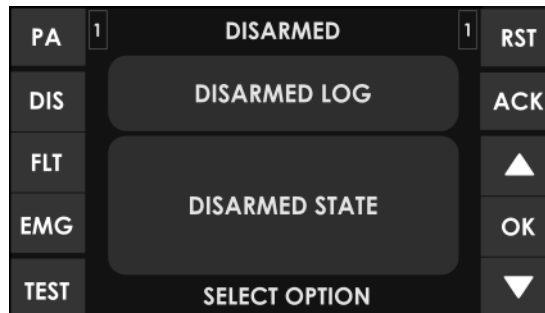 PA
DIS
FLT
EMG
TEST
1
DISARMED
1
DISARMED LOG
DISARMED STATE
SELECT OPTION
RST
ACK
OK